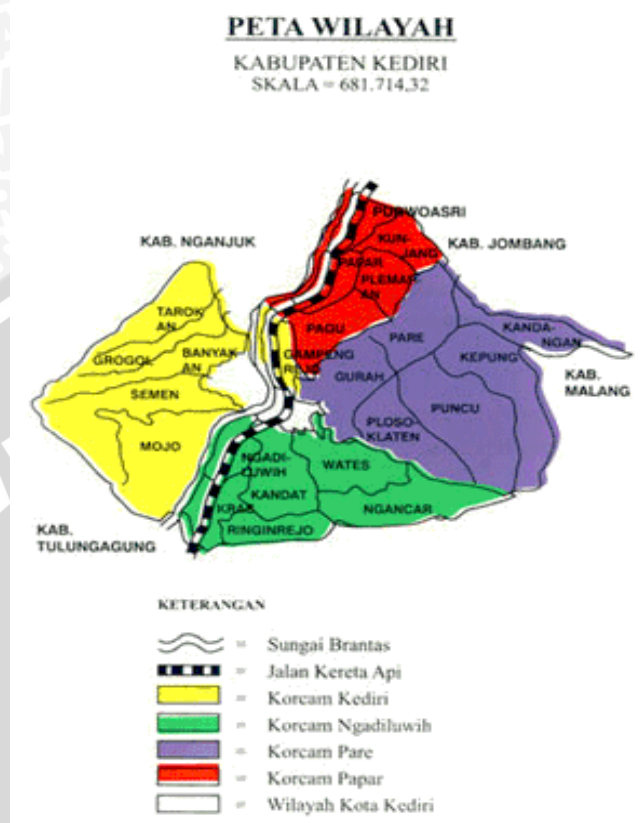 PETA WILAYAH
KABUPATEN KEDIRI
SKALA = 681.714,32
PURWOASRI
KAB. NGANJUK
KUN-
JANG
KAB. JOMBANG
PAPAR
PLEMAH-
AN
TAROK
AN
PAGU
PARE
KANDA-
NGAN
GROGOL
BANYAK
AN
GAMPENG
REJO
KEPUNG
GURAH
KAB.
MALANG
SEMEN
PUNCU
PLOSO-
KLATEN
MOJO
NGADI-
LUWIH
WATES
KANDAT
KRAS
NGANCAR
KAB.
TULUNGAGUNG
RINGINREJO
KETERANGAN
= Sungai Brantas
= Jalan Kereta Api
= Korcam Kediri
= Korcam Ngadiluwih
= Korcam Pare
= Korcam Papar
= Wilayah Kota Kediri